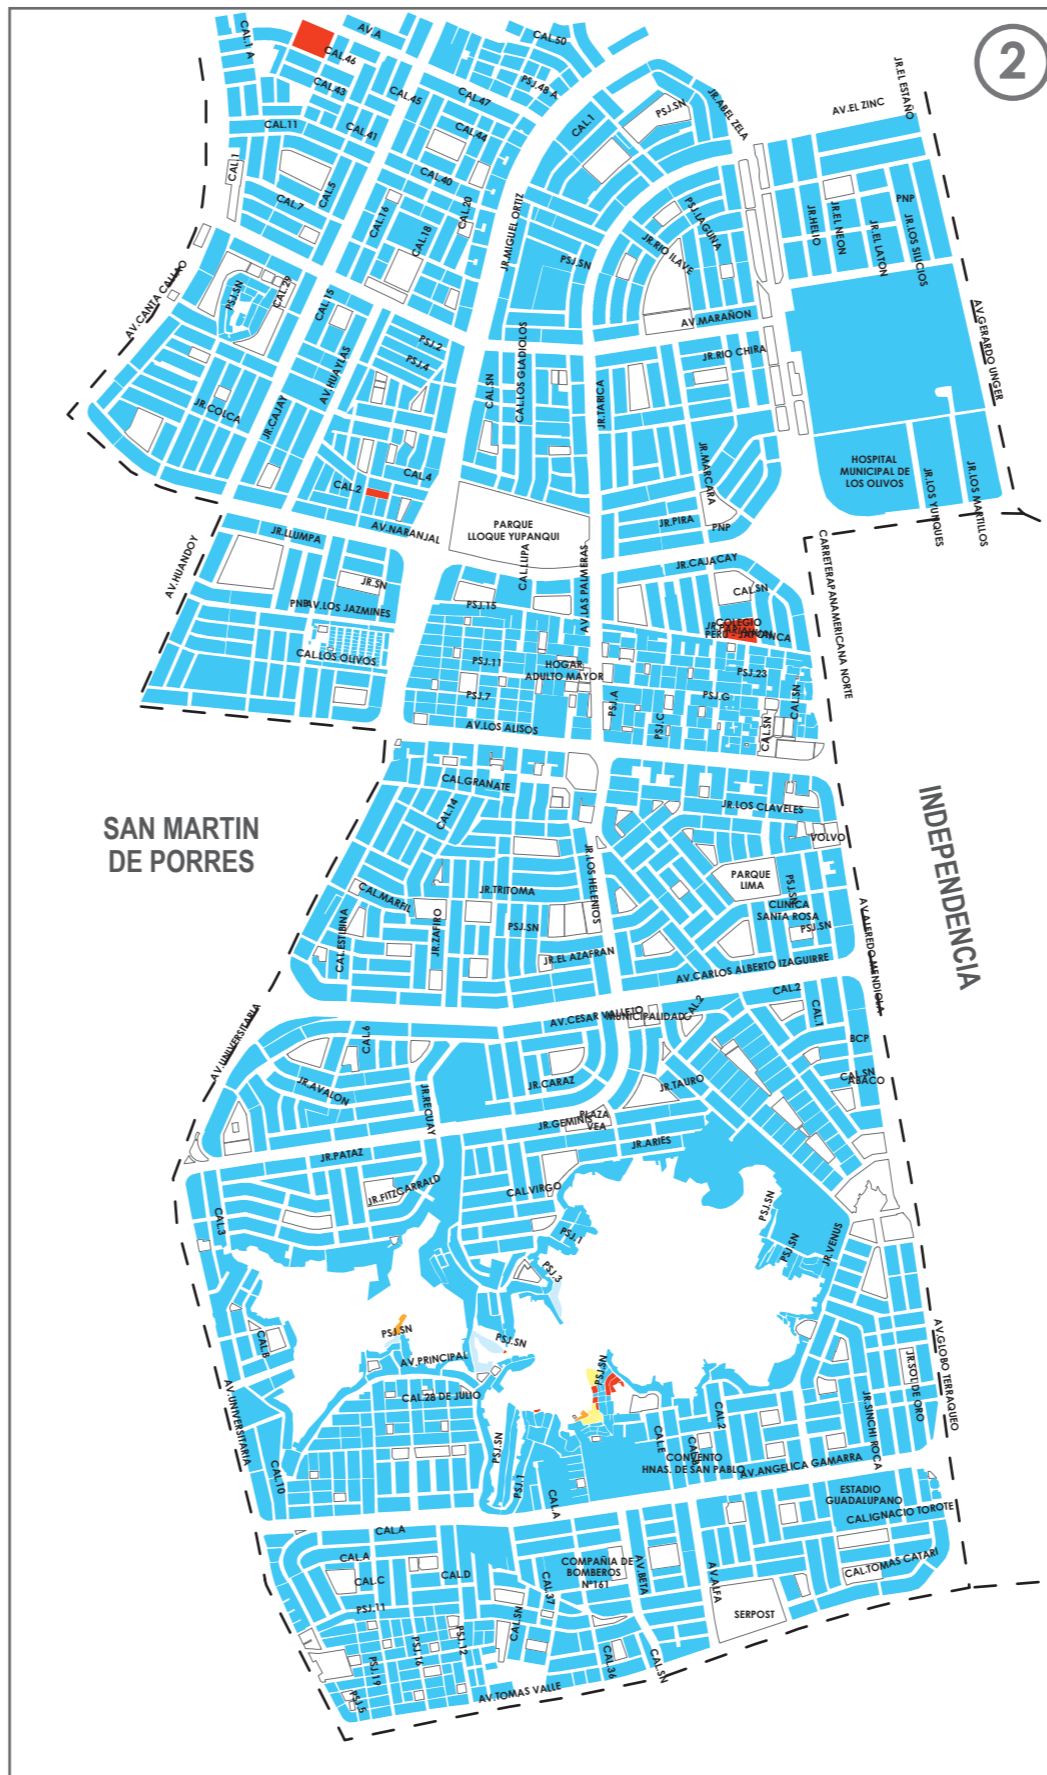 2
CAL.1 A
AV.A
CAL.50
CAL.46
PSJ.4B A
CAL.43
CAL.45
CAL.47
JR.ABEL ZELA
JR.EL ESTAÑO
AV.EL ZINC
PSJ.SN
CAL.11
CAL.41
CAL.44
CAL.1
CAL.1
CAL.5
CAL.40
CAL.7
CAL.16
CAL.20
CAL.18
JR.MIGUEL ORTIZ
PSJ.LAGUNA
JR.RIO ILAVE
PNP
JR.HELIO
JR.EL NEON
JR.EL LATON
JR.LOS SILICIOS
PSJ.SN
AV.CANTA CALLAO
PSJ.SN
CAL.29
CAL.15
AV.MARAÑON
AV.GERARDO UNGER
PSJ.2
PSJ.4
JR.RIO CHIRA
AV.HUAYLAS
CAL.SN
CAL.LOS GLADIOLOS
JR.TARICA
JR.COLCA
JR.CAJAY
JR.MARCARA
HOSPITAL
MUNICIPAL DE
LOS OLIVOS
CAL.4
CAL.2
JR.LOS YUNQUES
JR.LOS MARTILLOS
JR.LLUMPA
AV.NARANJAL
PARQUE
LLOQUE YUPANQUI
JR.PIRA
PNP
AV.HUANDOY
CAL.LUPA
AV.LAS PALMERAS
JR.CAJACAY
CARRETERAPANAMERICANA NORTE
JR.SN
CAL.SN
PNP
AV.LOS JAZMINES
PSJ.15
COLEGIO
PERU - JAPONICA
CAL.LOS OLIVOS
PSJ.11
HOGAR
ADULTO MAYOR
PSJ.23
PSJ.7
PSJ.A
PSJ.G
CAL.SN
PSJ.C
CAL.SN
AV.LOS ALISOS
CAL.GRANATE
JR.LOS CLAVELES
CAL.14
SAN MARTIN
DE PORRES
INDEPENDENCIA
VOLVO
JR.LOS HELENIOS
PARQUE
LIMA
PSJ.SN
CAL.MARFIL
JR.TRITOMA
CLINICA
SANTA ROSA
CAL.ESTIBINA
JR.ZAFIRO
PSJ.SN
PSJ.SN
AV.ALFREDO MENDIOLA
JR.EL AZAFRAN
AV.CARLOS ALBERTO IZAGUIRRE
CAL.2
AV.UNIVERSITARIA
AV.CESAR VALLEJO
MUNICIPALIDAD
CAL.2
CAL.1
CAL.6
BCP
CAL.SN
ABACO
JR.AVALON
JR.RECUAY
JR.CARAZ
JR.TAURO
JR.GEMINIS
PLAZA
VEA
JR.ARIES
JR.PATAZ
JR.FITZCARRALD
CAL.VIRGO
PSJ.SN
CAL.3
PSJ.1
PSJ.SN
JR.VENUS
PSJ.3
CAL.B
PSJ.SN
PSJ.SN
AV.PRINCIPAL
PSJ.SN
AV.GLOBO TERRAQUEO
JR.SOL DE ORO
CAL.28 DE JULIO
AV.UNIVERSITARIA
JR.SINCHI ROCA
CAL.2
CAL.E
PSJ.SN
CONVENTO
HNAS. DE SAN PABLO
AV.ANGELICA GAMARRA
CAL.10
PSJ.1
CAL.A
ESTADIO
GUADALUPANO
CAL.IGNACIO TOROTE
CAL.A
CAL.A
CAL.C
CAL.D
COMPAÑIA DE
BOMBEROS
N°161
AV.BETA
AV.ALFA
CAL.TOMAS CATARI
CAL.37
PSJ.11
CAL.SN
SERPOST
PSJ.12
PSJ.16
PSJ.19
CAL.36
CAL.SN
PSJ.5
AV.TOMAS VALLE